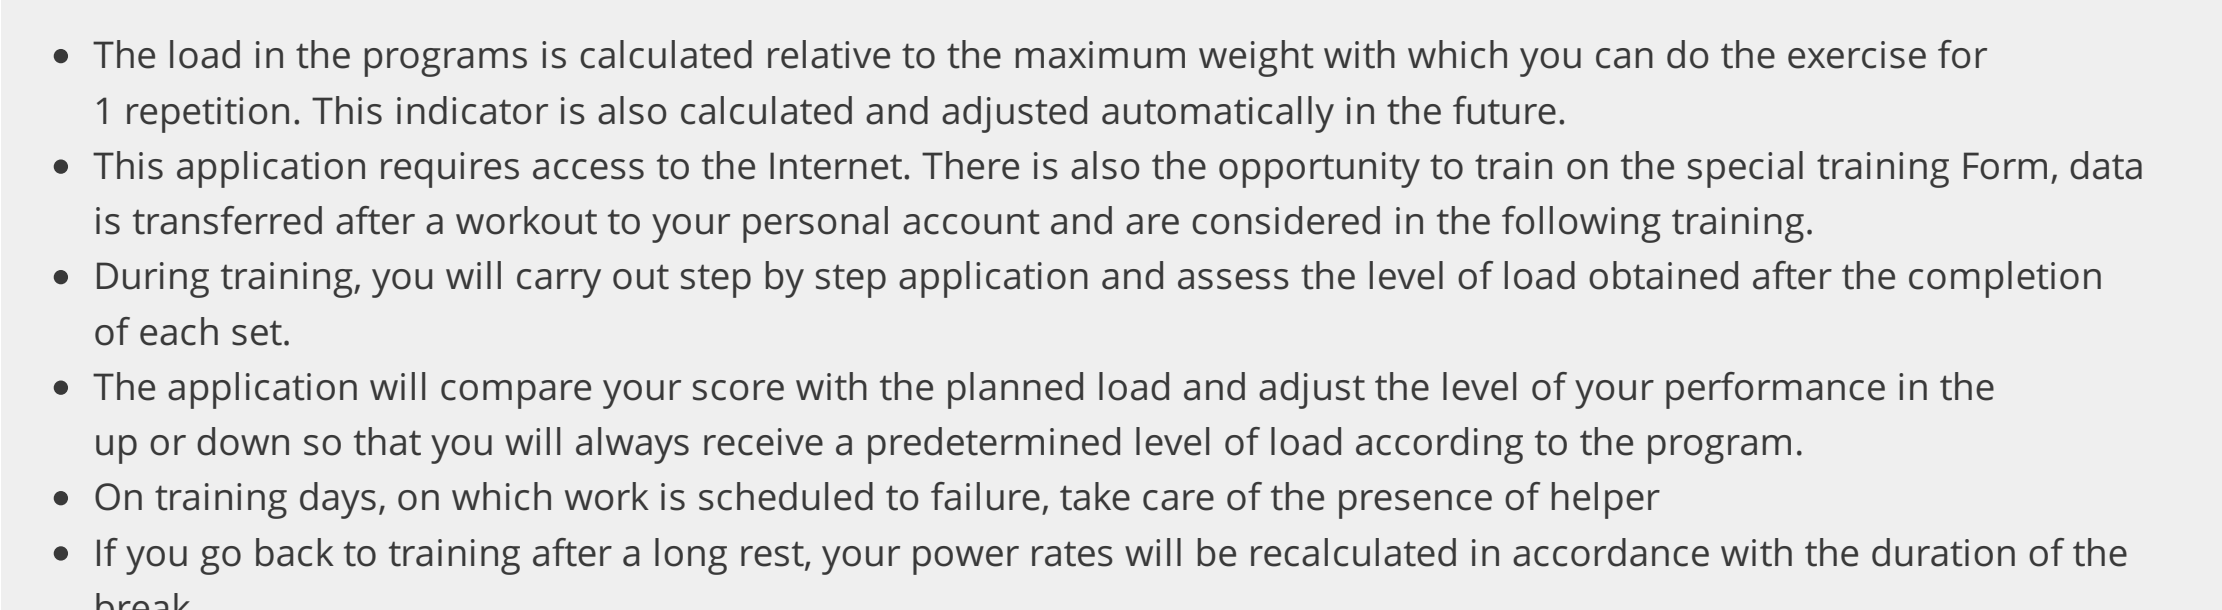 • The load in the programs is calculated relative to the maximum weight with which you can do the exercise for
1 repetition. This indicator is also calculated and adjusted automatically in the future.
• This application requires access to the Internet. There is also the opportunity to train on the special training Form, data
is transferred after a workout to your personal account and are considered in the following training.
• During training, you will carry out step by step application and assess the level of load obtained after the completion
of each set.
• The application will compare your score with the planned load and adjust the level of your performance in the
up or down so that you will always receive a predetermined level of load according to the program.
• On training days, on which work is scheduled to failure, take care of the presence of helper
• If you go back to training after a long rest, your power rates will be recalculated in accordance with the duration of the
break